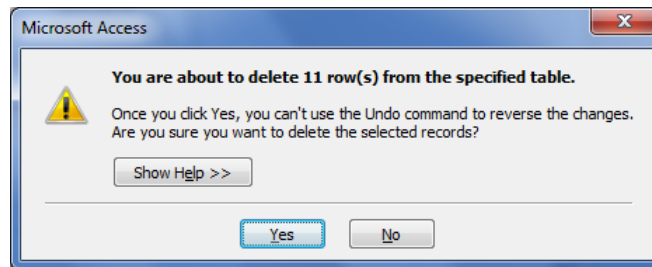 Microsoft Access
You are about to delete 11 row(s) from the specified table.
Once you click Yes, you can't use the Undo command to reverse the changes.
Are you sure you want to delete the selected records?
Show Help >>
Yes
No